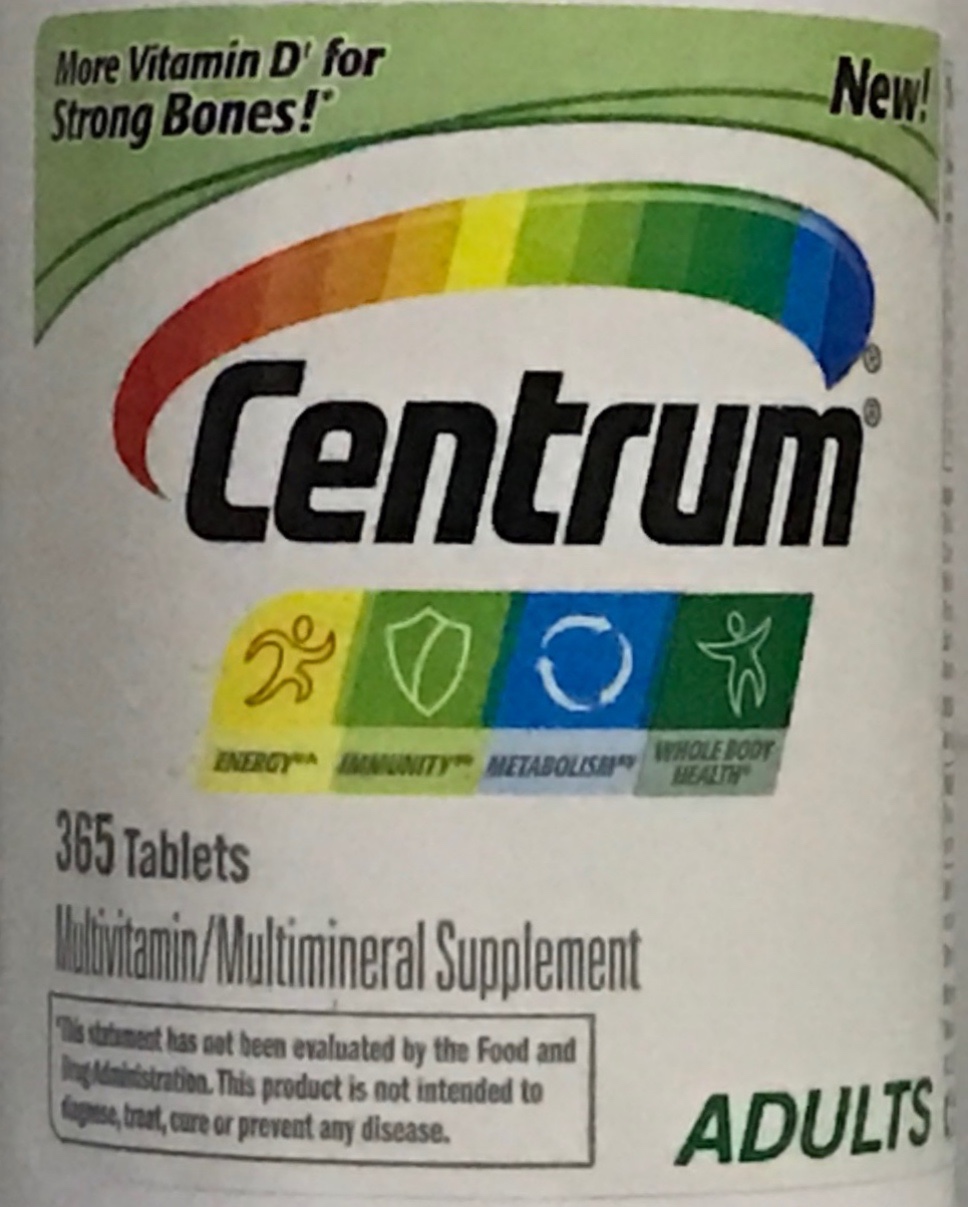 More Vitamin D† for
New!
Strong Bones!*
Centrum®
ENERGY
IMMUNITY
METABOLISM
WHOLE BODY
HEALTH
365 Tablets
Multivitamin/Multimineral Supplement
*This statement has not been evaluated by the Food and
Drug Administration. This product is not intended to
diagnose, treat, cure or prevent any disease.
ADULTS